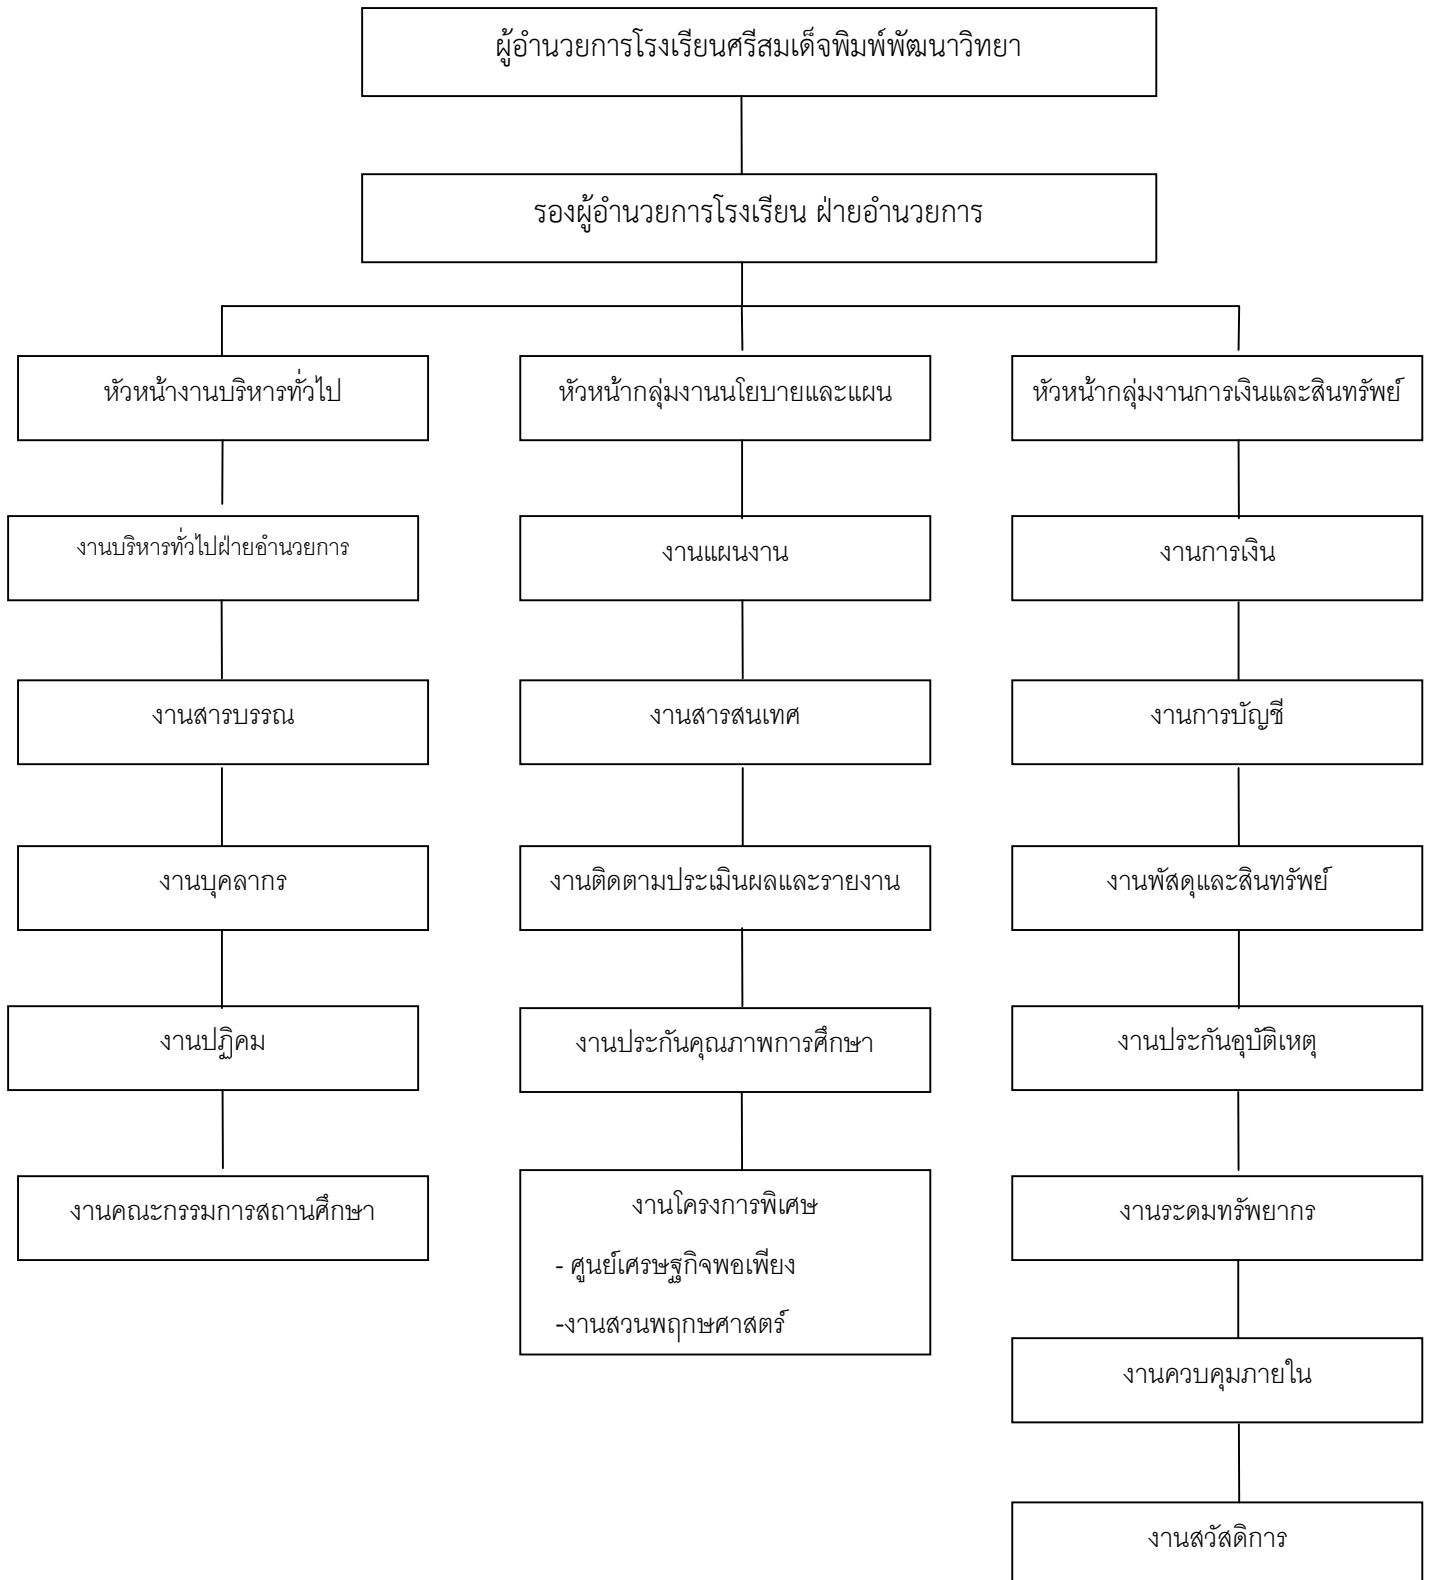 ผู้อำนวยการโรงเรียนศรีสมเด็จพิมพ์พัฒนาวิทยา
รองผู้อำนวยการโรงเรียน ฝ่ายอำนวยการ
หัวหน้างานบริหารทั่วไป
งานบริหารทั่วไปฝ่ายอำนวยการ
งานสารบรรณ
งานบุคลากร
งานปฏิคม
งานคณะกรรมการสถานศึกษา
หัวหน้ากลุ่มงานนโยบายและแผน
งานแผนงาน
งานสารสนเทศ
งานติดตามประเมินผลและรายงาน
งานประกันคุณภาพการศึกษา
งานโครงการพิเศษ
- ศูนย์เศรษฐกิจพอเพียง
-งานสวนพฤกษศาสตร์
หัวหน้ากลุ่มงานการเงินและสินทรัพย์
งานการเงิน
งานการบัญชี
งานพัสดุและสินทรัพย์
งานประกันอุบัติเหตุ
งานระดมทรัพยากร
งานควบคุมภายใน
งานสวัสดิการ